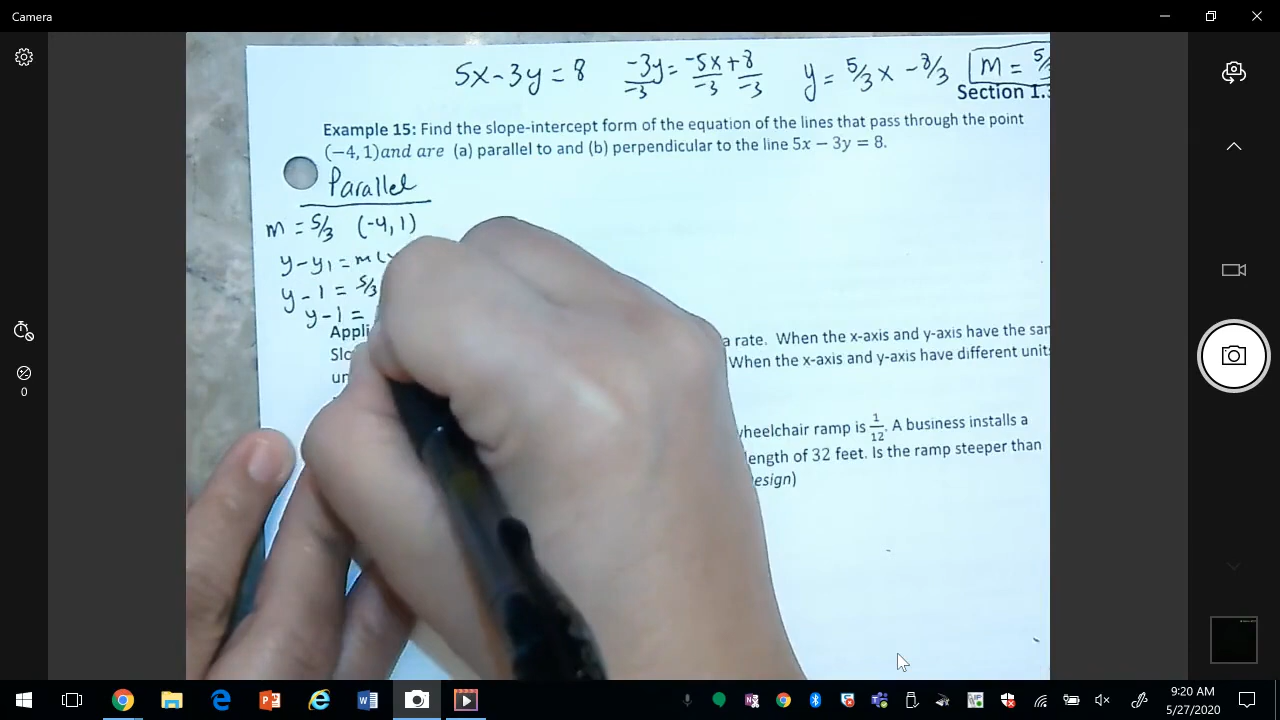 Camera
5x-3y=8 -3y/-3 = -5x/-3 + 8/-3 y = 5/3 x - 8/3 m = 5/
Section 1.
Example 15: Find the slope-intercept form of the equation of the lines that pass through the point
(−4, 1)and are (a) parallel to and (b) perpendicular to the line 5x − 3y = 8.
Parallel
m = 5/3 (-4, 1)
y-y1 = m(
y-1 = 5/3
y-1 =
a rate. When the x-axis and y-axis have the
When the x-axis and y-axis have different units
wheelchair ramp is 1/12. A business installs a
length of 32 feet. Is the ramp steeper than
0
9:20 AM
5/27/2020